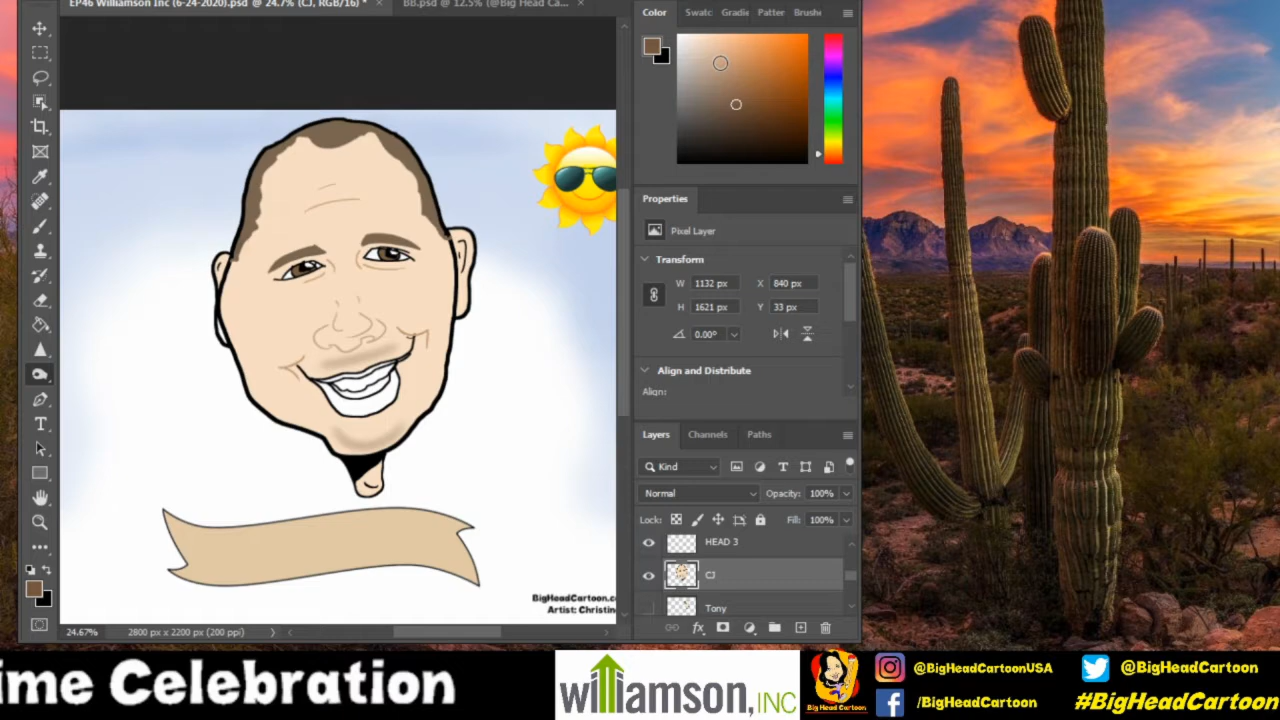 EP46 Williamson Inc (6-24-2020).psd @ 24.7% (CJ, RGB/16) *
BB.psd @ 12.5% (@Big Head Ca...
Color
Swatc
Gradie
Patter
Brushe
Properties
Pixel Layer
Transform
W 1132 px X 840 px
H 1621 px Y 33 px
0.00°
Align and Distribute
Align:
Layers Channels Paths
Kind
Normal Opacity: 100%
Lock: Fill: 100%
HEAD 3
CJ
Tony
BigHeadCartoon.c
Artist: Christin
24.67% 2800 px x 2200 px (200 ppi)
ime Celebration
williamson, INC
Big Head Cartoon
@BigHeadCartoonUSA
/BigHeadCartoon
@BigHeadCartoon
#BigHeadCartoon